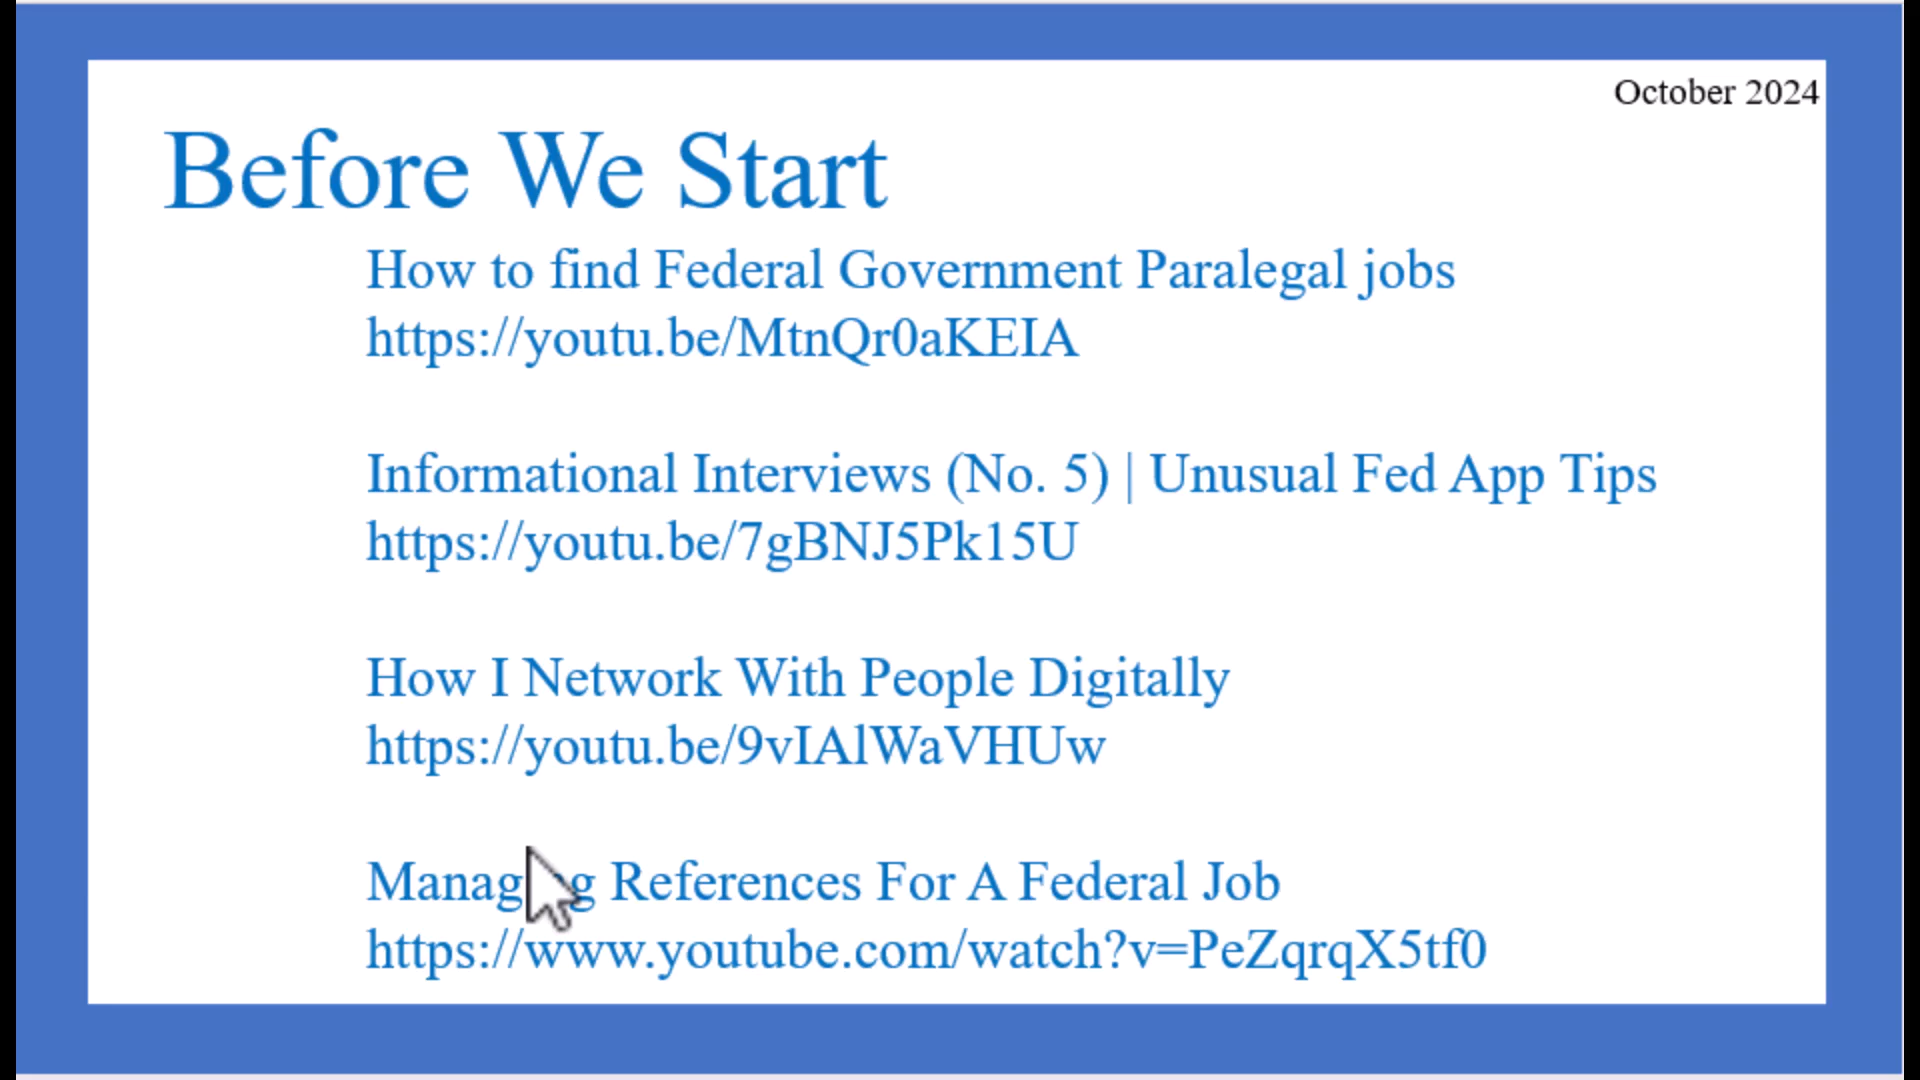 October 2024
Before We Start
How to find Federal Government Paralegal jobs
https://youtu.be/MtnQr0aKEIA
Informational Interviews (No. 5) | Unusual Fed App Tips
https://youtu.be/7gBNJ5Pk15U
How I Network With People Digitally
https://youtu.be/9vIAlWaVHUw
Managing References For A Federal Job
https://www.youtube.com/watch?v=PeZqrqX5tf0